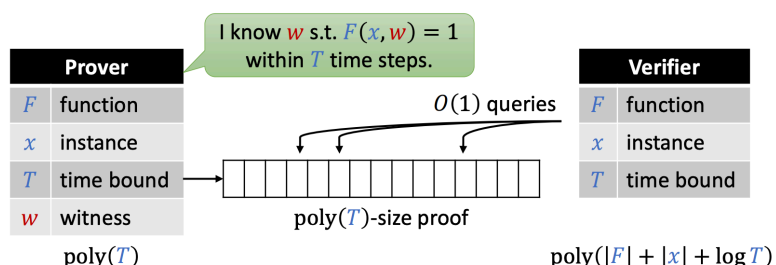 I know w s.t. F(x, w) = 1
within T time steps.
Prover
F function
x instance
T time bound
w witness
poly(T)
O(1) queries
poly(T)-size proof
Verifier
F function
x instance
T time bound
poly(|F| + |x| + log T)